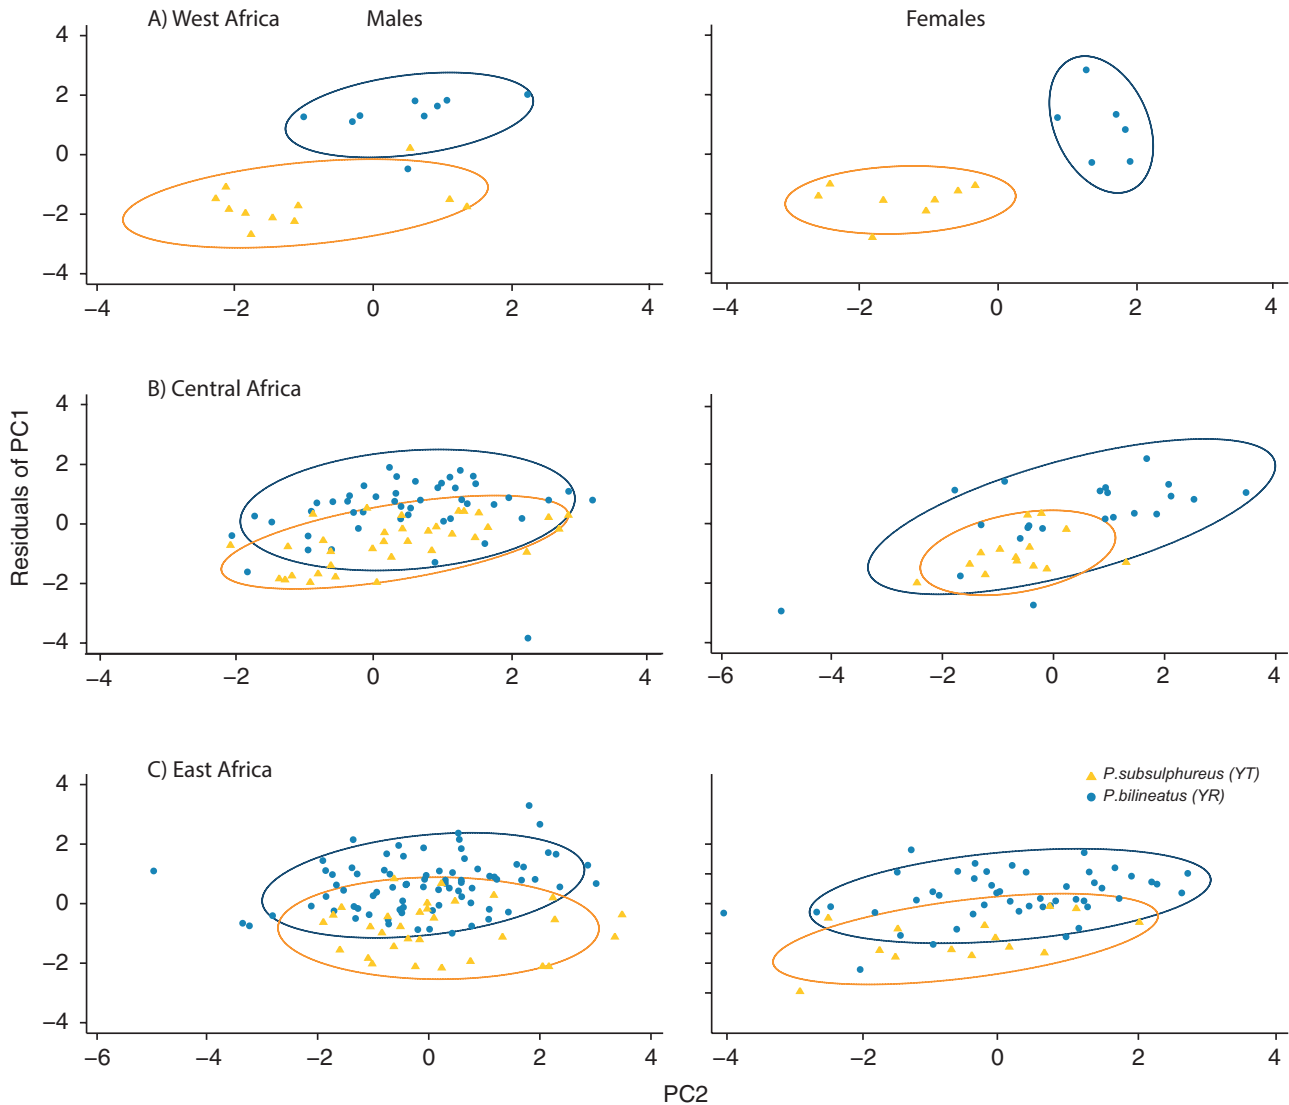 A) West Africa Males Females
4
2
0
−2
−4
−4 −2 0 2 4
−4 −2 0 2 4
B) Central Africa
4
2
0
−2
−4
−4 −2 0 2 4
−6 −4 −2 0 2 4
Residuals of PC1
C) East Africa
P.subsulphureus (YT)
P.bilineatus (YR)
4
2
0
−2
−4
−6 −4 −2 0 2 4
−4 −2 0 2 4
PC2